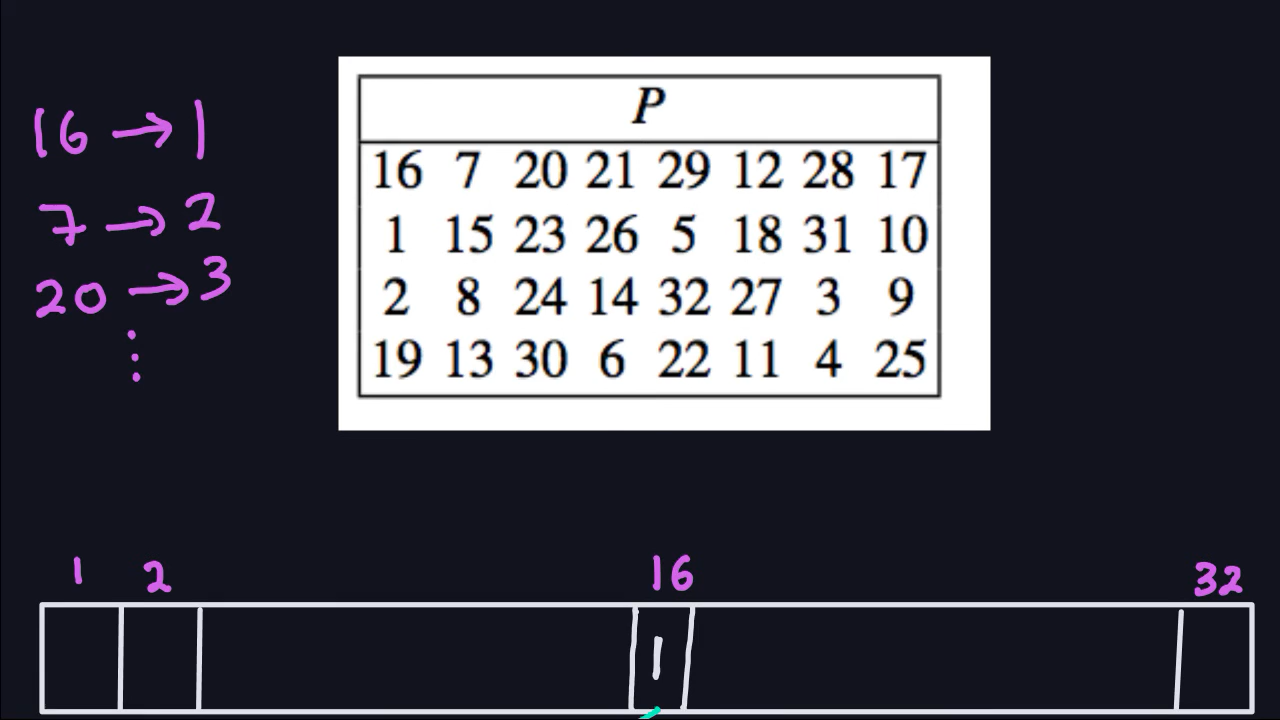 16 → 1
7 → 2
20 → 3
⋮
P
16 7 20 21 29 12 28 17
1 15 23 26 5 18 31 10
2 8 24 14 32 27 3 9
19 13 30 6 22 11 4 25
1 2 16 32
1